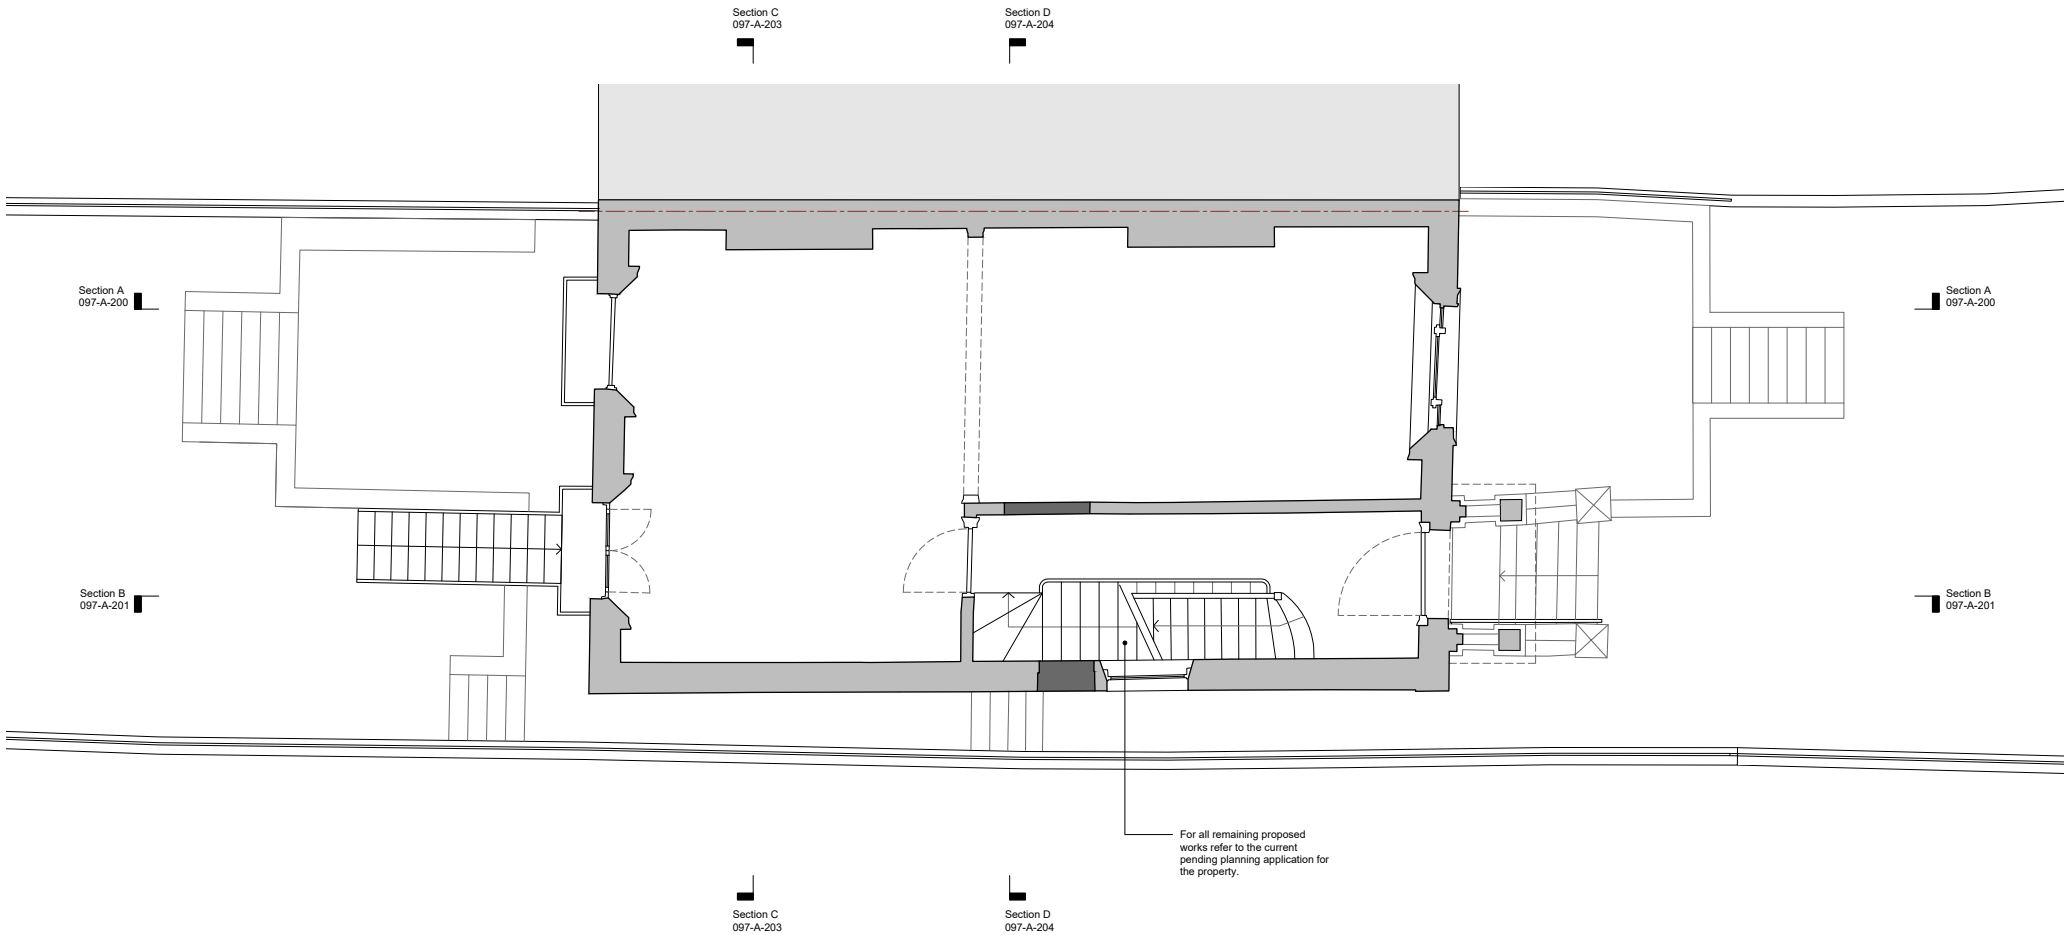 Section C
097-A-203
Section D
097-A-204
Section A
097-A-200
Section A
097-A-200
Section B
097-A-201
Section B
097-A-201
For all remaining proposed
works refer to the current
pending planning application for
the property.
Section C
097-A-203
Section D
097-A-204